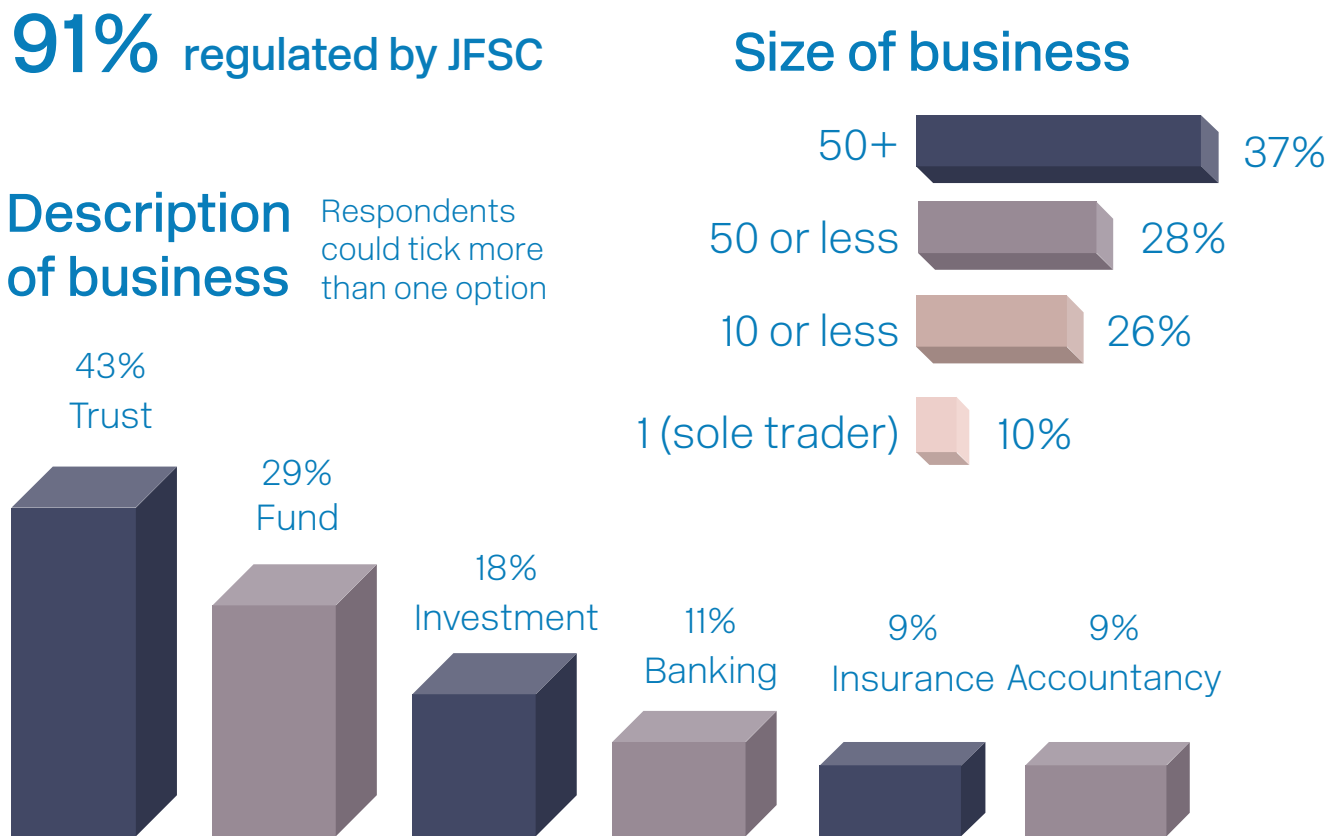 91% regulated by JFSC
Description
of business
Respondents
could tick more
than one option
43%
Trust
29%
Fund
18%
Investment
11%
Banking
9%
Insurance
9%
Accountancy
Size of business
50+ 37%
50 or less 28%
10 or less 26%
1 (sole trader) 10%